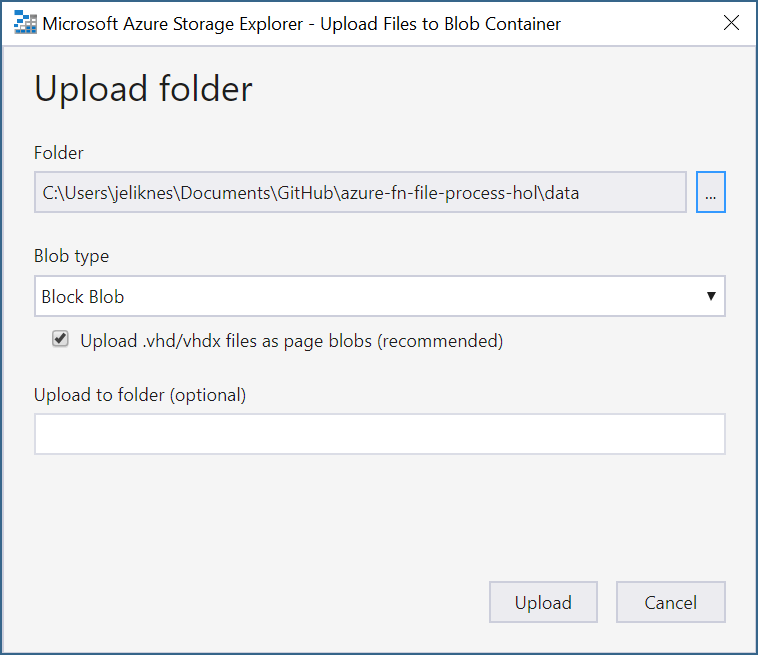 Microsoft Azure Storage Explorer - Upload Files to Blob Container
Upload folder
Folder
C:\Users\jeliknes\Documents\GitHub\azure-fn-file-process-hol\data
...
Blob type
Block Blob
Upload .vhd/vhdx files as page blobs (recommended)
Upload to folder (optional)
Upload Cancel